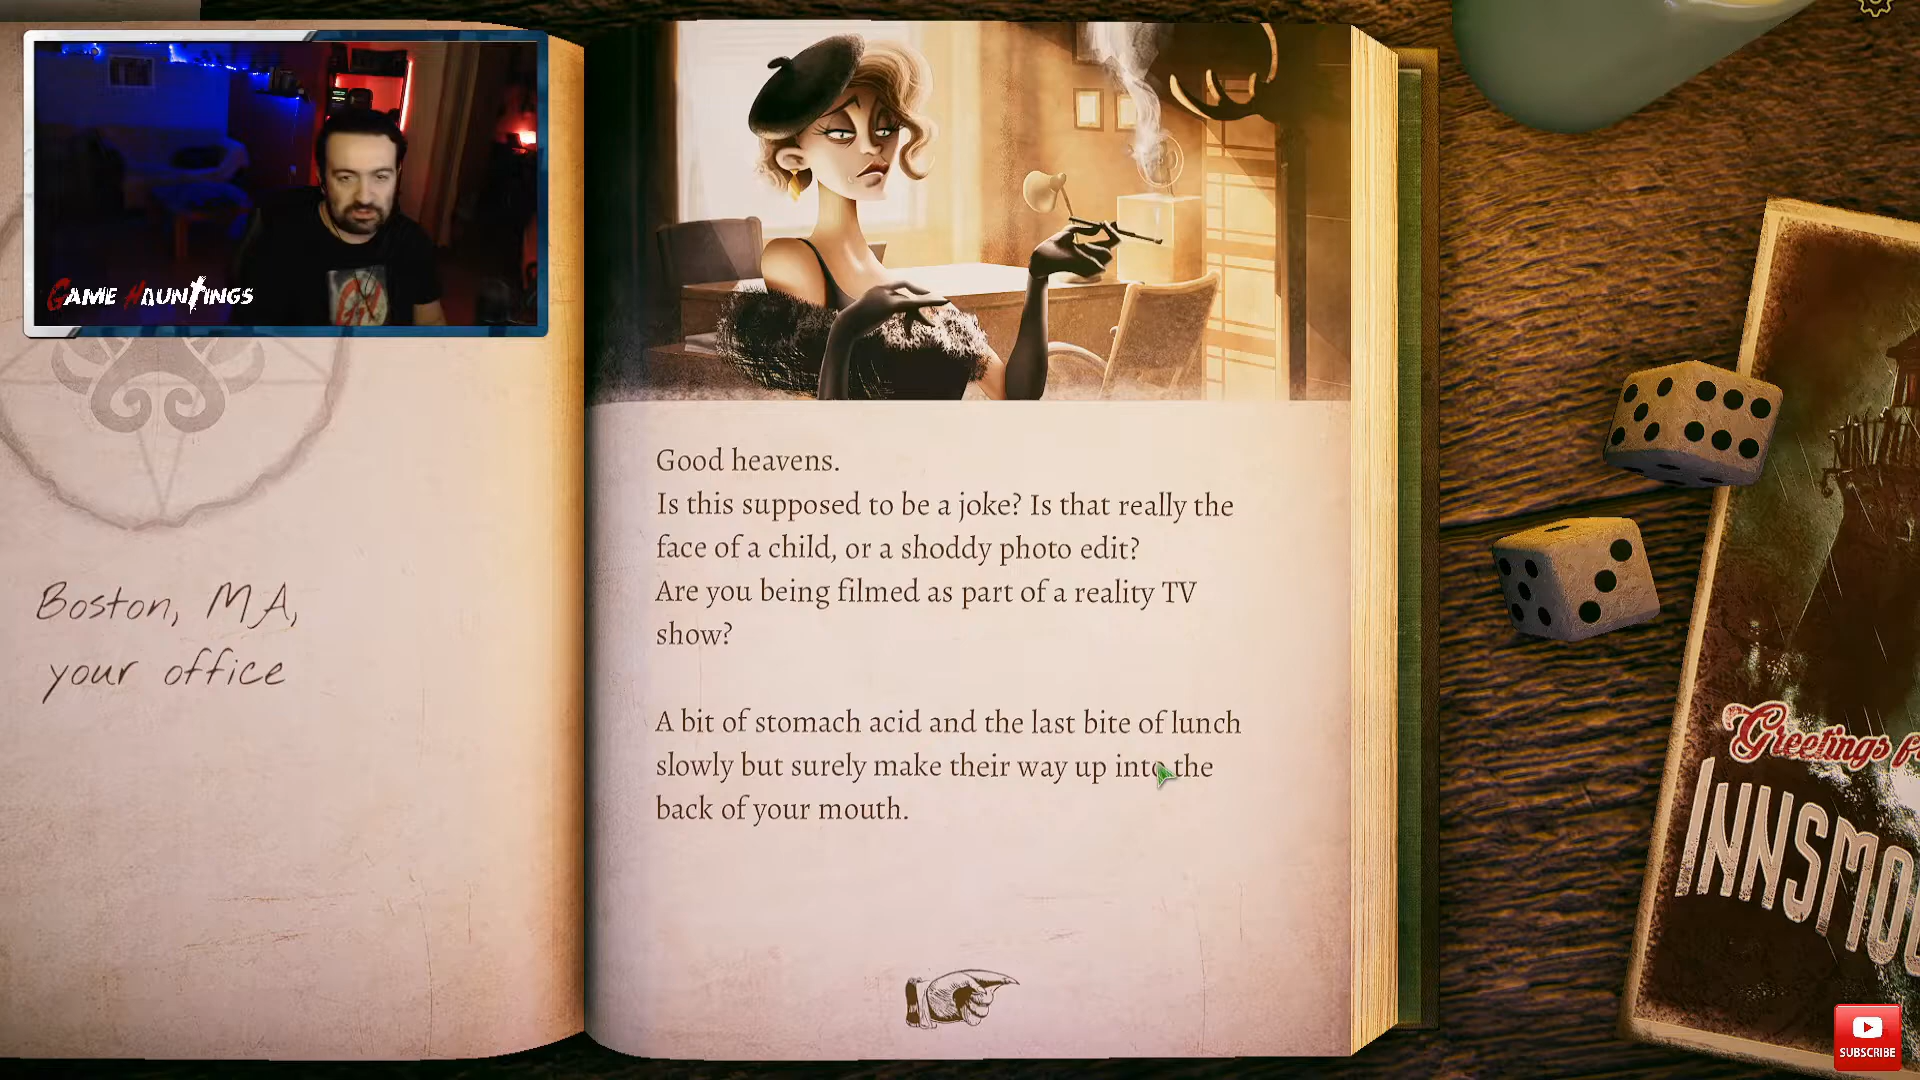 GAME HAUNTINGS
Boston, MA,
your office
Good heavens.
Is this supposed to be a joke? Is that really the
face of a child, or a shoddy photo edit?
Are you being filmed as part of a reality TV
show?
A bit of stomach acid and the last bite of lunch
slowly but surely make their way up into the
back of your mouth.
Greetings
SUBSCRIBE